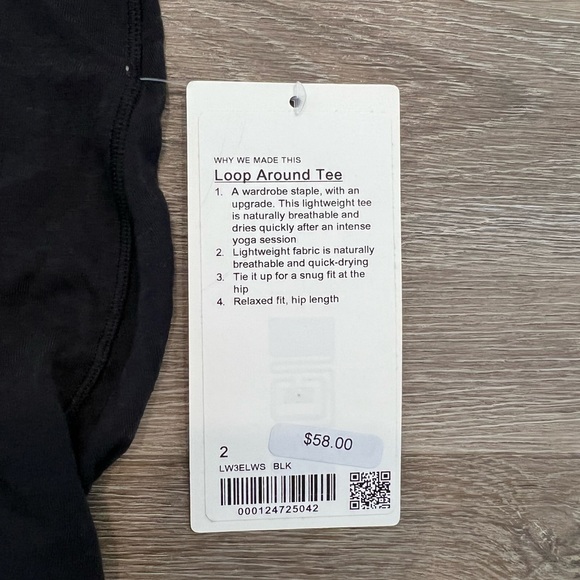 WHY WE MADE THIS
Loop Around Tee
1. A wardrobe staple, with an
upgrade. This lightweight tee
is naturally breathable and
dries quickly after an intense
yoga session
2. Lightweight fabric is naturally
breathable and quick-drying
3. Tie it up for a snug fit at the
hip
4. Relaxed fit, hip length
2
$58.00
LW3ELWS BLK
000124725042